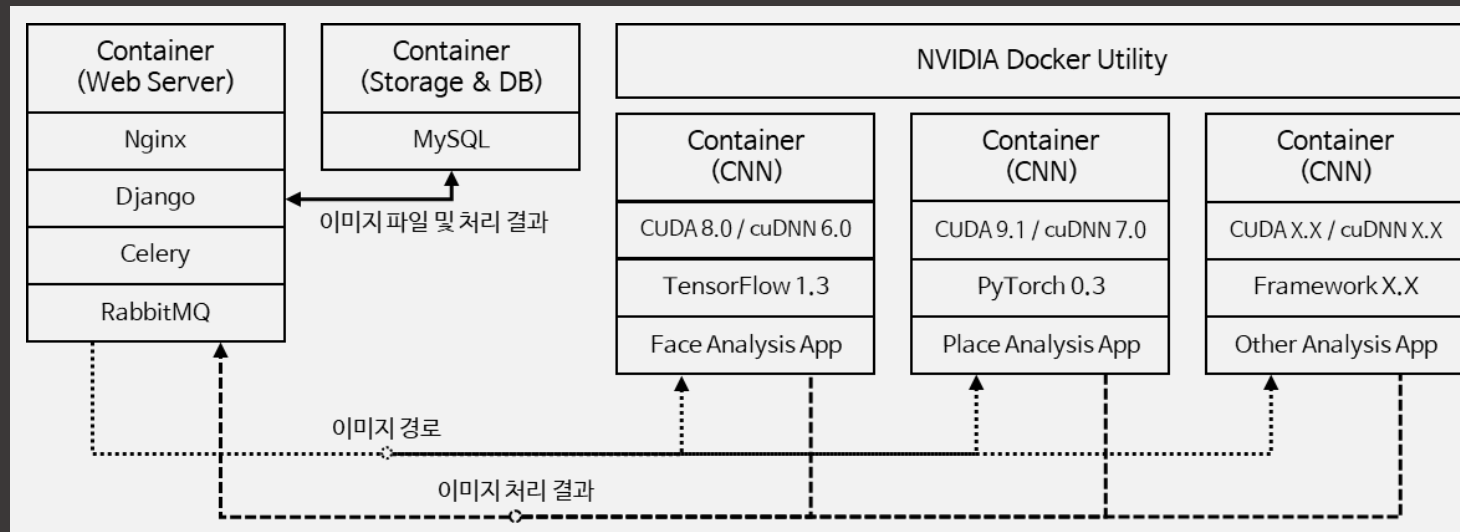 Container
(Web Server)
Nginx
Django
Celery
RabbitMQ
Container
(Storage & DB)
MySQL
이미지 파일 및 처리 결과
NVIDIA Docker Utility
Container
(CNN)
CUDA 8.0 / cuDNN 6.0
TensorFlow 1.3
Face Analysis App
Container
(CNN)
CUDA 9.1 / cuDNN 7.0
PyTorch 0.3
Place Analysis App
Container
(CNN)
CUDA X.X / cuDNN X.X
Framework X.X
Other Analysis App
이미지 경로
이미지 처리 결과